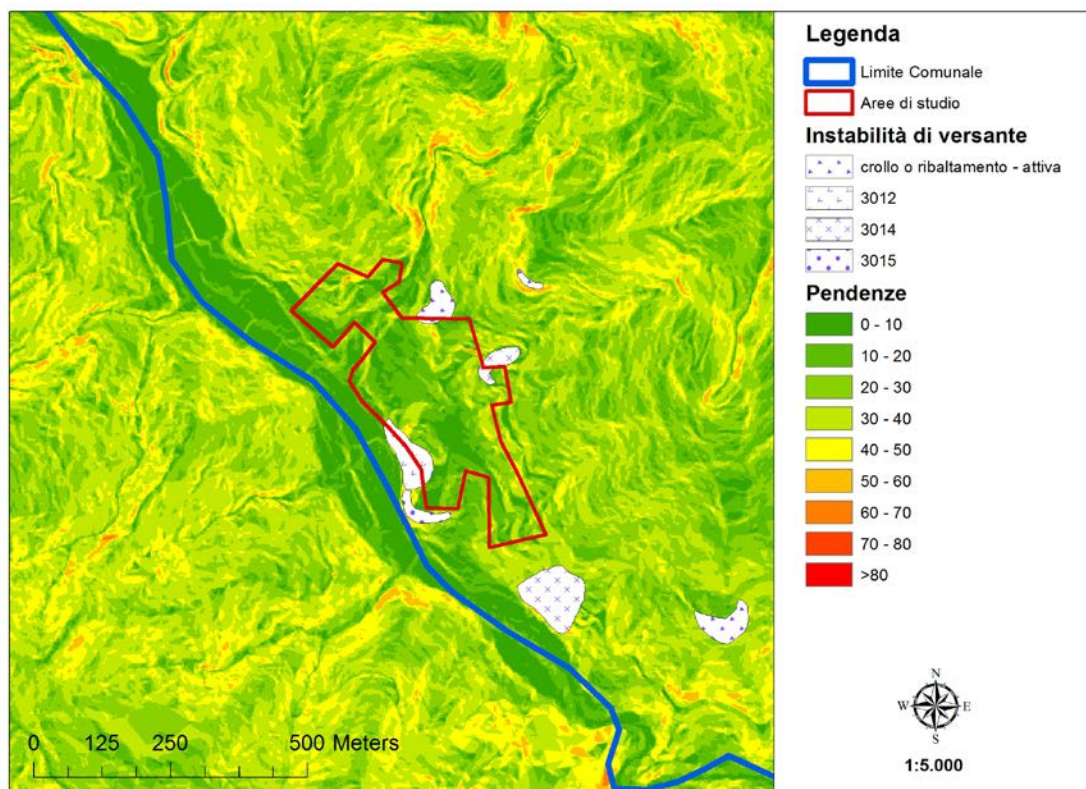 Legenda
Limite Comunale
Aree di studio
Instabilità di versante
crollo o ribaltamento - attiva
3012
3014
3015
Pendenze
0 - 10
10 - 20
20 - 30
30 - 40
40 - 50
50 - 60
60 - 70
70 - 80
>80
N
W E
S
1:5.000
0 125 250 500 Meters